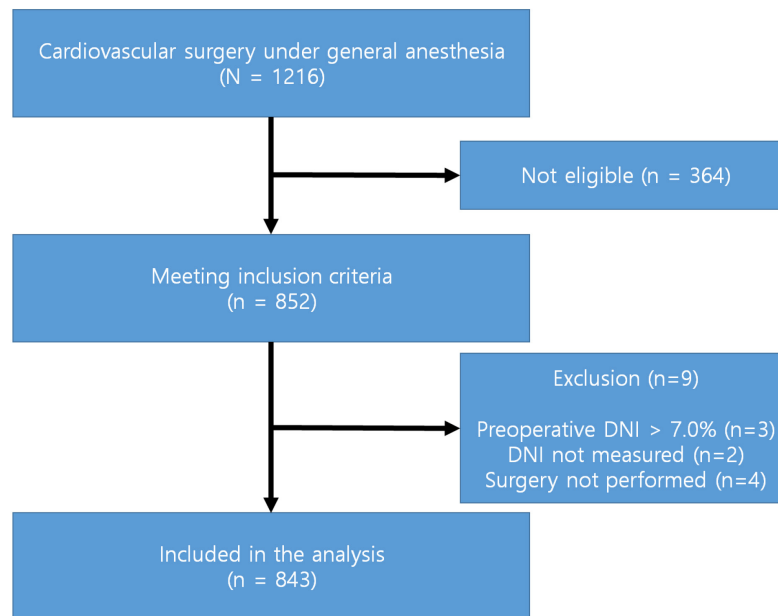 Cardiovascular surgery under general anesthesia
(N = 1216)
Not eligible (n = 364)
Meeting inclusion criteria
(n = 852)
Exclusion (n=9)
Preoperative DNI > 7.0% (n=3)
DNI not measured (n=2)
Surgery not performed (n=4)
Included in the analysis
(n = 843)